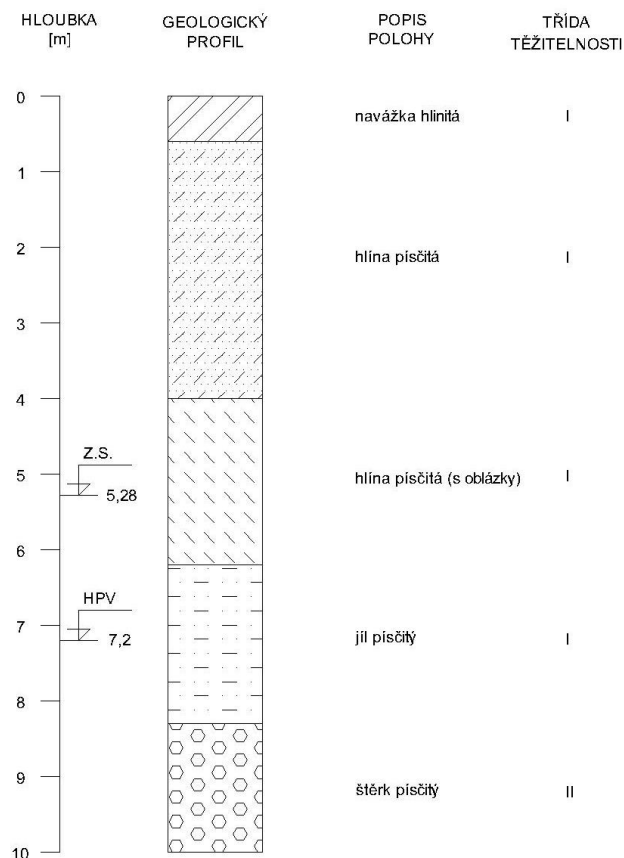 HLOUBKA
[m]
GEOLOGICKÝ
PROFIL
POPIS
POLOHY
TŘÍDA
TĚŽITELNOSTI
0
navážka hlinitá
I
1
2
hlína písčitá
I
3
4
Z.S.
5
5,28
hlína písčitá (s oblázky)
I
6
HPV
7
7,2
jíl písčitý
I
8
9
štěrk písčitý
II
10